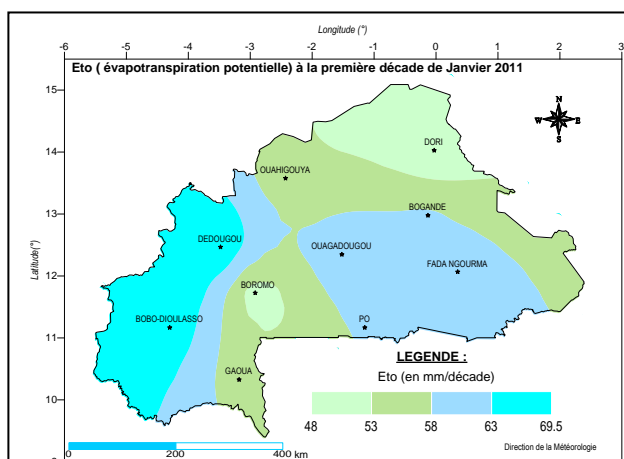 Longitude (°)
-6 -5 -4 -3 -2 -1 0 1 2 3
Eto ( évapotranspiration potentielle) à la première décade de Janvier 2011
15
14
13
12
11
10
Latitude(°)
N
W E
S
DORI
OUAHIGOUYA
BOGANDE
DEDOUGOU
OUAGADOUGOU
FADA NGOURMA
BOROMO
BOBO-DIOULASSO
PO
GAOUA
LEGENDE :
Eto (en mm/décade)
48 53 58 63 69.5
0 200 400
km
Direction de la Météorologie